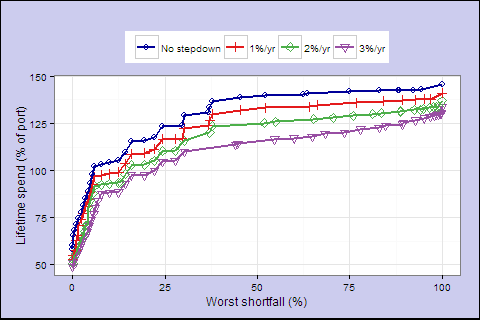 No stepdown 1%/yr 2%/yr 3%/yr
150
125
100
75
50
Lifetime spend (% of port)
0 25 50 75 100
Worst shortfall (%)